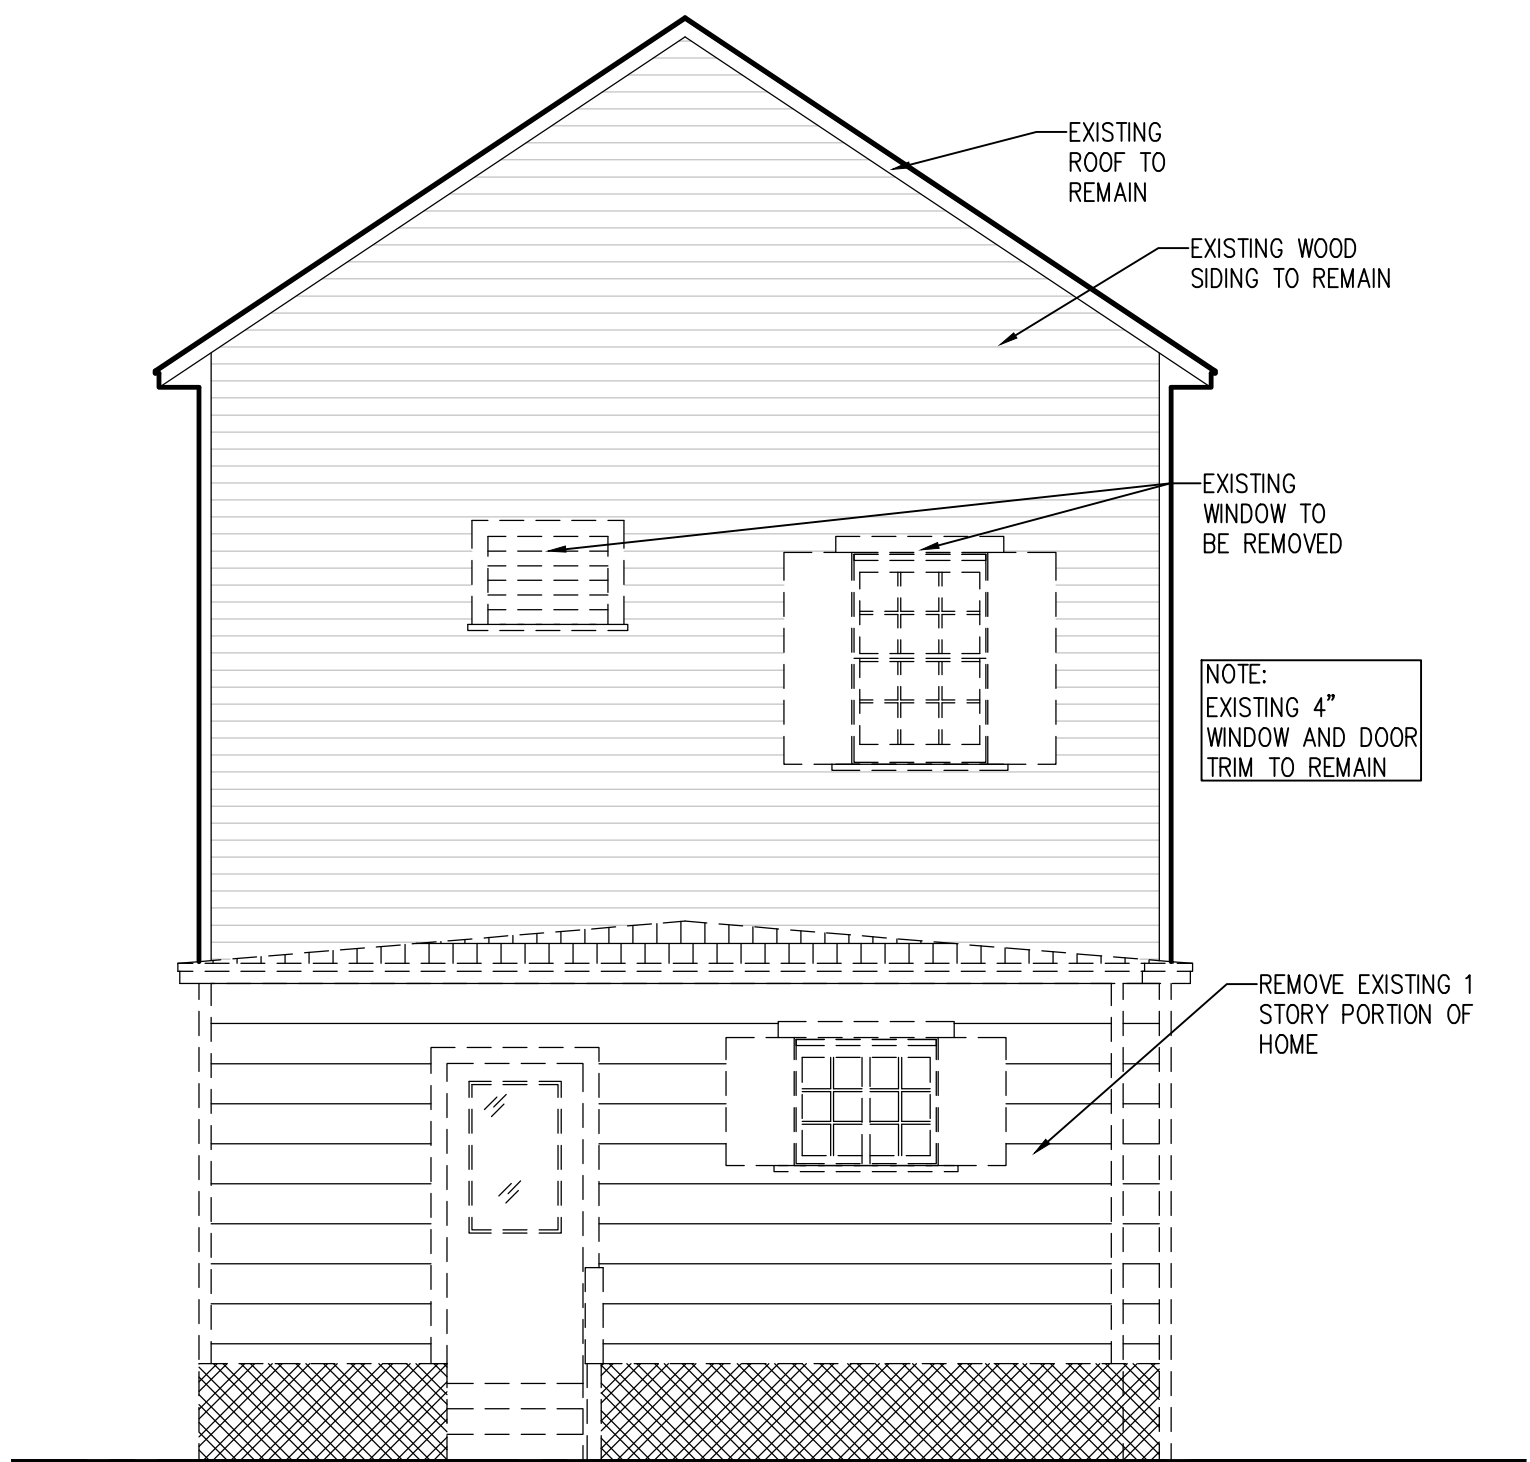 EXISTING
ROOF TO
REMAIN
EXISTING WOOD
SIDING TO REMAIN
EXISTING
WINDOW TO
BE REMOVED
NOTE:
EXISTING 4"
WINDOW AND DOOR
TRIM TO REMAIN
REMOVE EXISTING 1
STORY PORTION OF
HOME